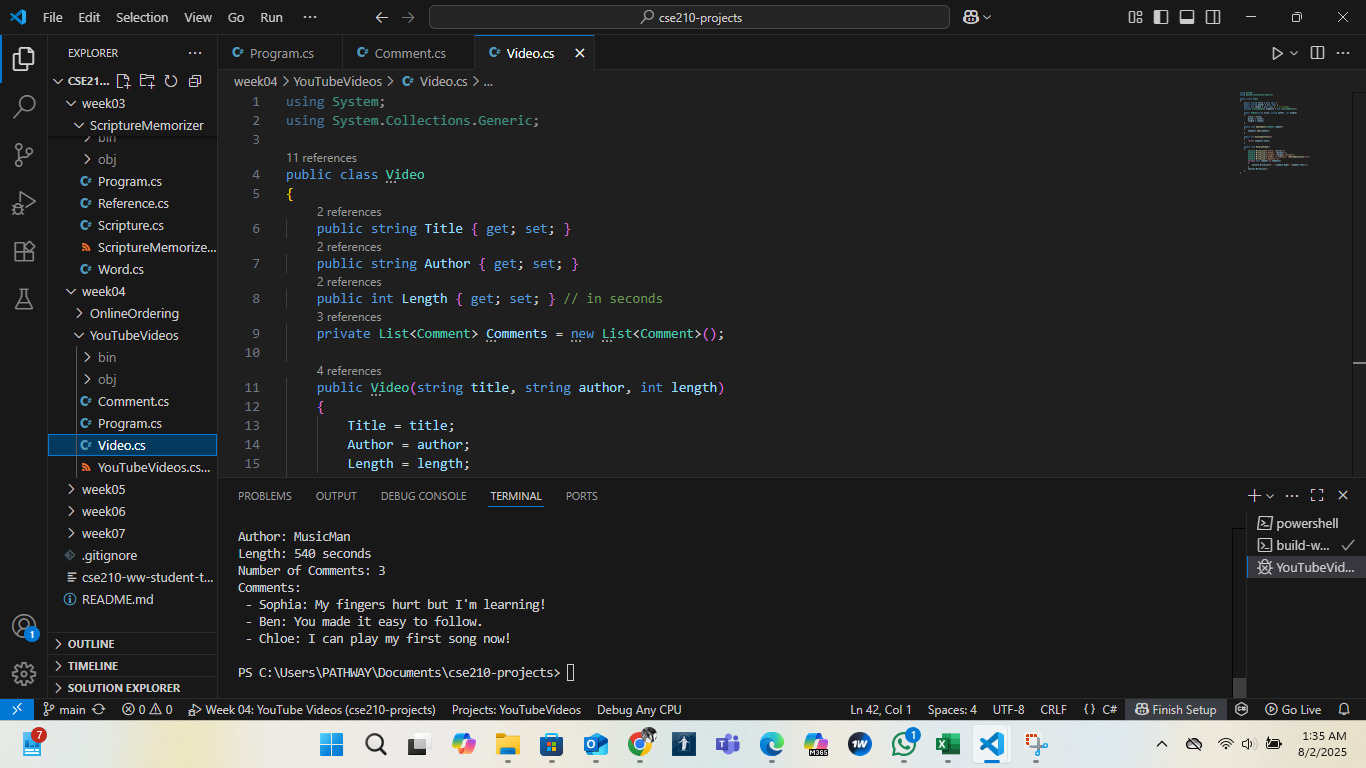 File Edit Selection View Go Run ··· cse210-projects
EXPLORER ···
CSE21...
week03
ScriptureMemorizer
bin
obj
Program.cs
Reference.cs
Scripture.cs
ScriptureMemorize...
Word.cs
week04
OnlineOrdering
YouTubeVideos
bin
obj
Comment.cs
Program.cs
Video.cs
YouTubeVideos.cs...
week05
week06
week07
.gitignore
cse210-ww-student-t...
README.md
OUTLINE
TIMELINE
SOLUTION EXPLORER
Program.cs Comment.cs Video.cs
week04 > YouTubeVideos > Video.cs > ...
1 using System;
2 using System.Collections.Generic;
3
11 references
4 public class Video
5 {
2 references
6 public string Title { get; set; }
2 references
7 public string Author { get; set; }
2 references
8 public int Length { get; set; } // in seconds
3 references
9 private List<Comment> Comments = new List<Comment>();
10
4 references
11 public Video(string title, string author, int length)
12 {
13 Title = title;
14 Author = author;
15 Length = length;
PROBLEMS OUTPUT DEBUG CONSOLE TERMINAL PORTS
Author: MusicMan
Length: 540 seconds
Number of Comments: 3
Comments:
- Sophia: My fingers hurt but I'm learning!
- Ben: You made it easy to follow.
- Chloe: I can play my first song now!
PS C:\Users\PATHWAY\Documents\cse210-projects>
powershell
build-w...
YouTubeVid...
1
main 0 0 Week 04: YouTube Videos (cse210-projects) Projects: YouTubeVideos Debug Any CPU Ln 42, Col 1 Spaces: 4 UTF-8 CRLF {} C# Finish Setup Go Live
7
M365
1W
1
1:35 AM
8/2/2025